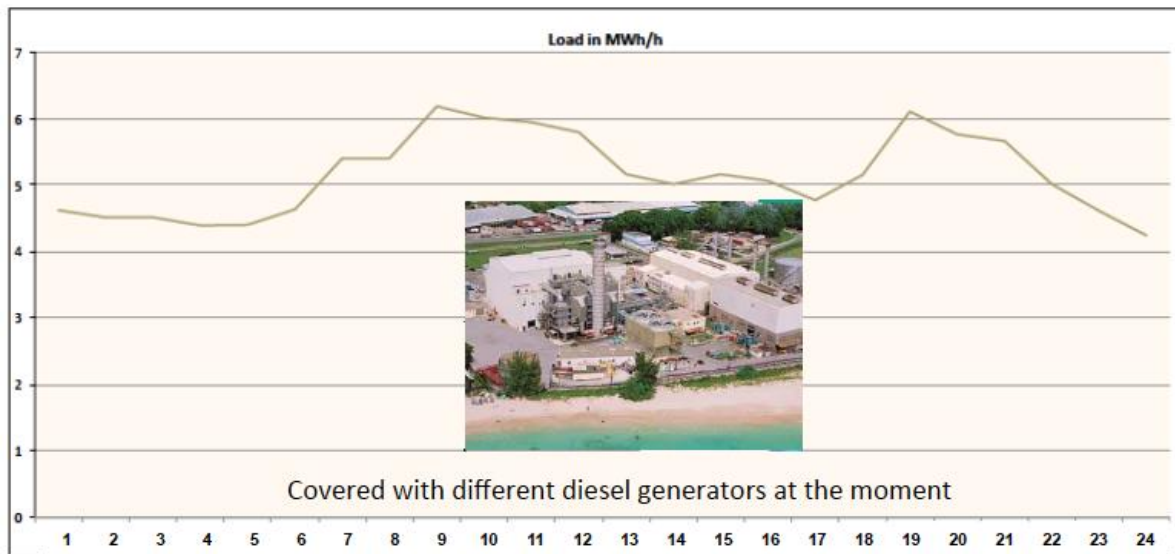 Load in MWh/h
7
6
5
4
3
2
1
0
Covered with different diesel generators at the moment
1 2 3 4 5 6 7 8 9 10 11 12 13 14 15 16 17 18 19 20 21 22 23 24